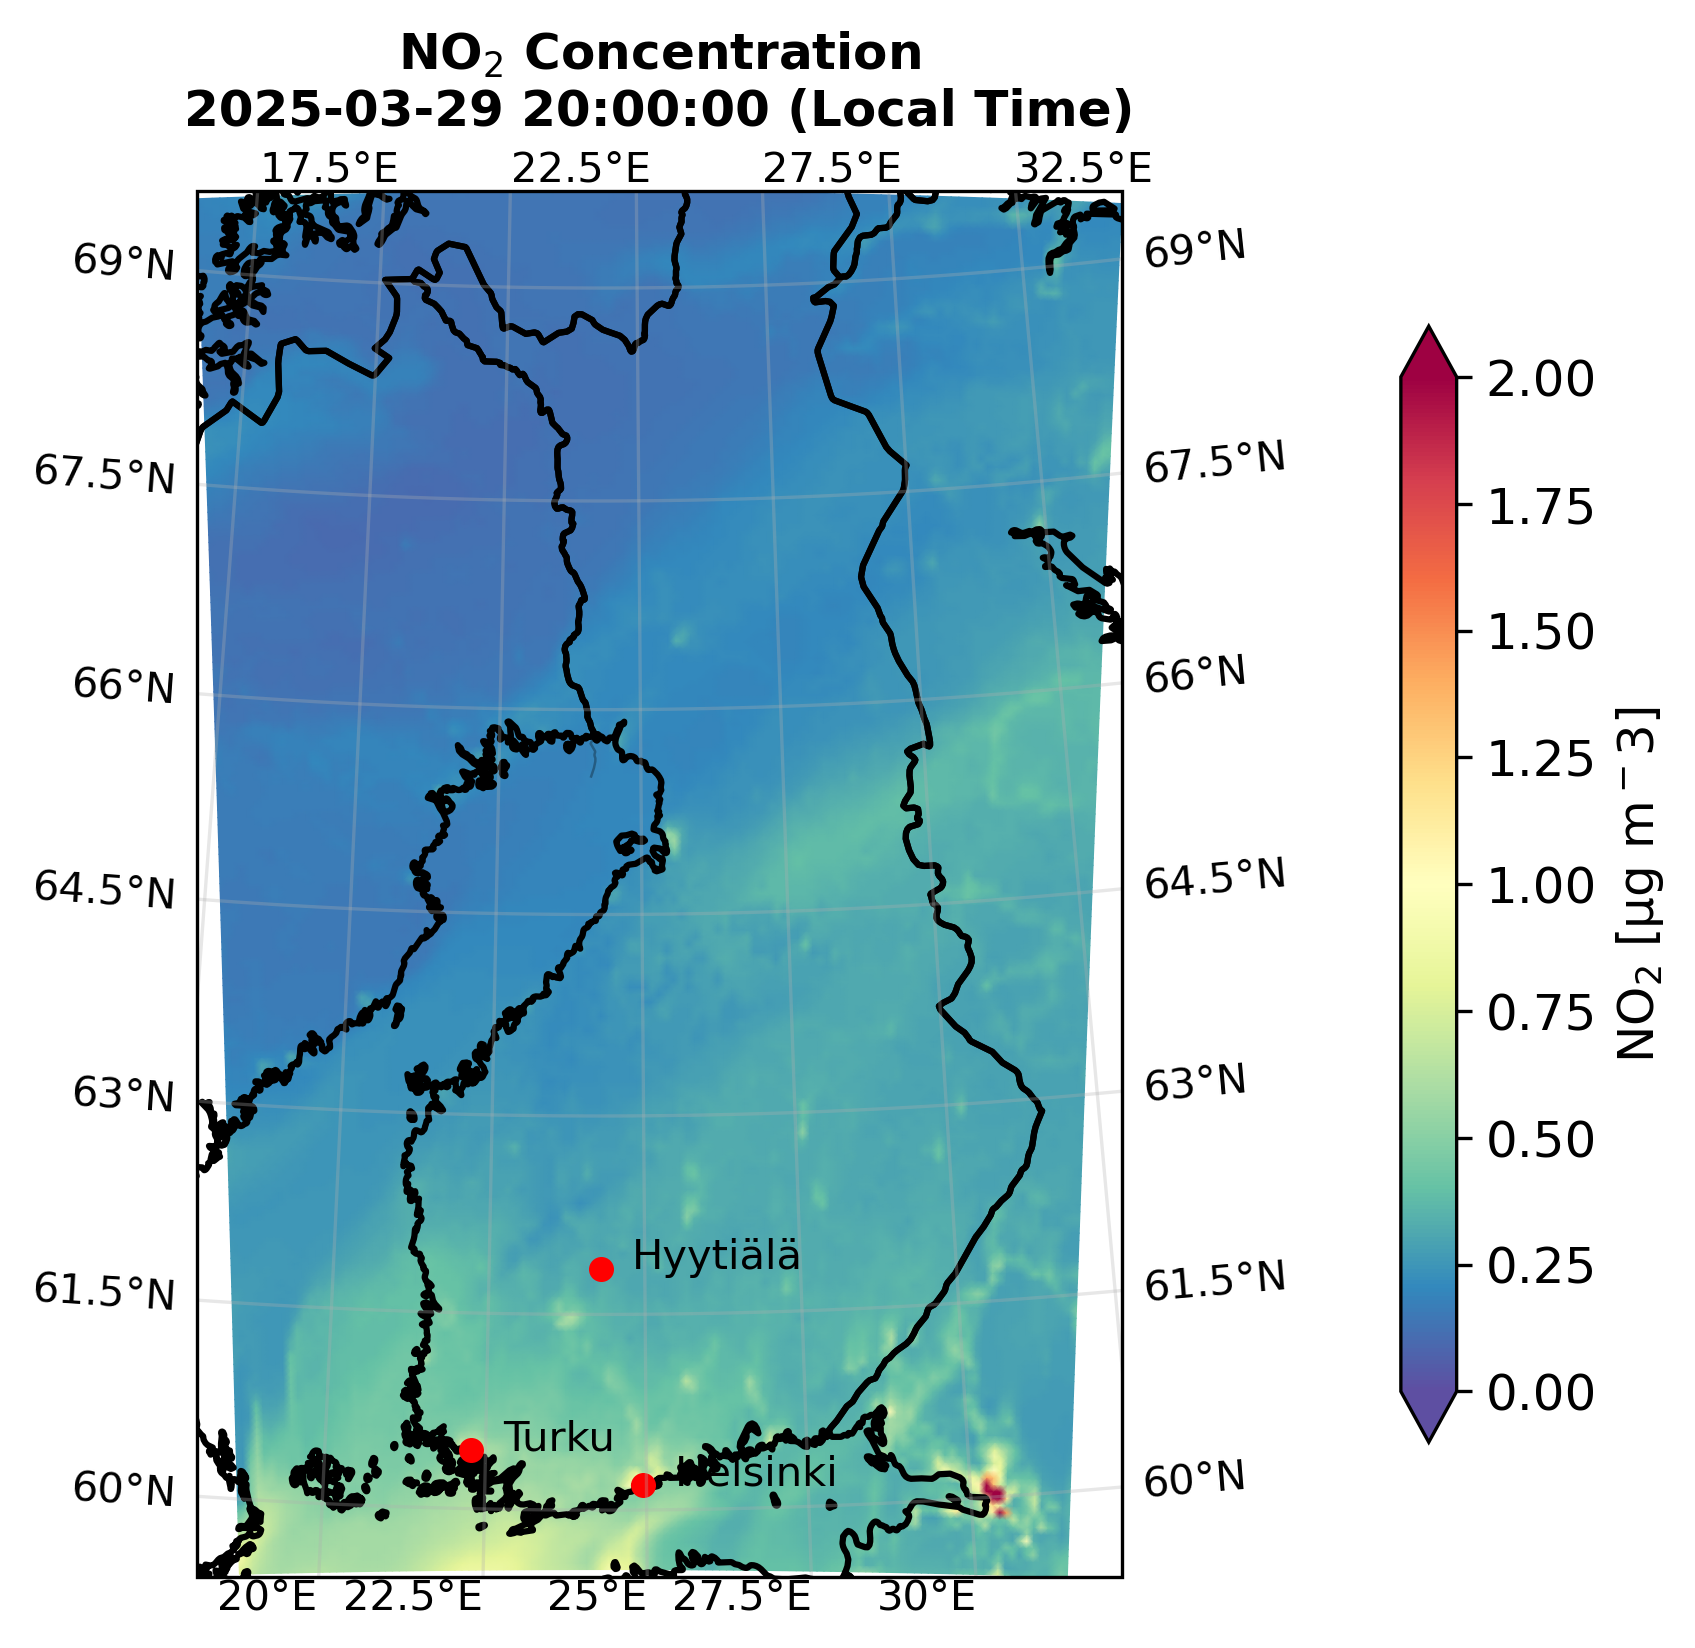 NO₂ Concentration
2025-03-29 20:00:00 (Local Time)
17.5°E 22.5°E 27.5°E 32.5°E
69°N 69°N
67.5°N 67.5°N
66°N 66°N
64.5°N 64.5°N
63°N 63°N
61.5°N 61.5°N
60°N 60°N
Hyytiälä
Turku
Helsinki
20°E 22.5°E 25°E 27.5°E 30°E
2.00
1.75
1.50
1.25
1.00
0.75
0.50
0.25
0.00
NO₂ [µg m⁻3]